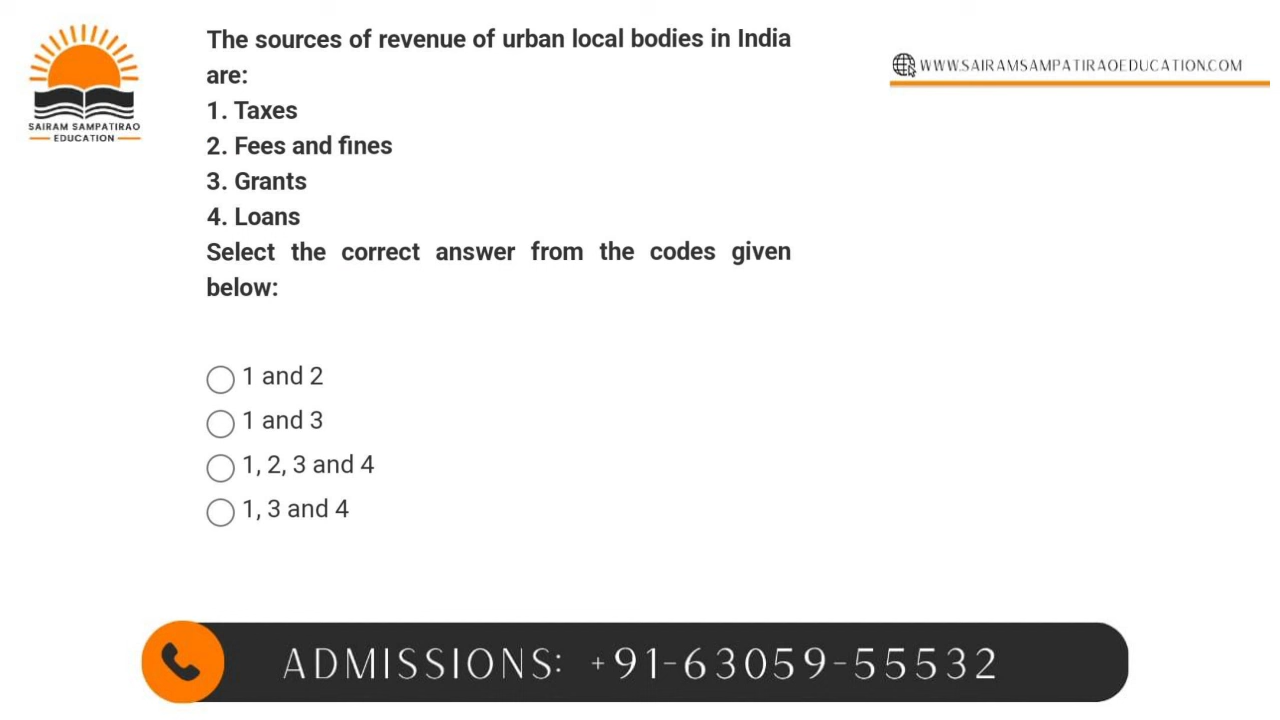 SAIRAM SAMPATIRAO
EDUCATION
WWW.SAIRAMSAMPATIRAOEDUCATION.COM
The sources of revenue of urban local bodies in India
are:
1. Taxes
2. Fees and fines
3. Grants
4. Loans
Select the correct answer from the codes given
below:
1 and 2
1 and 3
1, 2, 3 and 4
1, 3 and 4
ADMISSIONS: +91-63059-55532